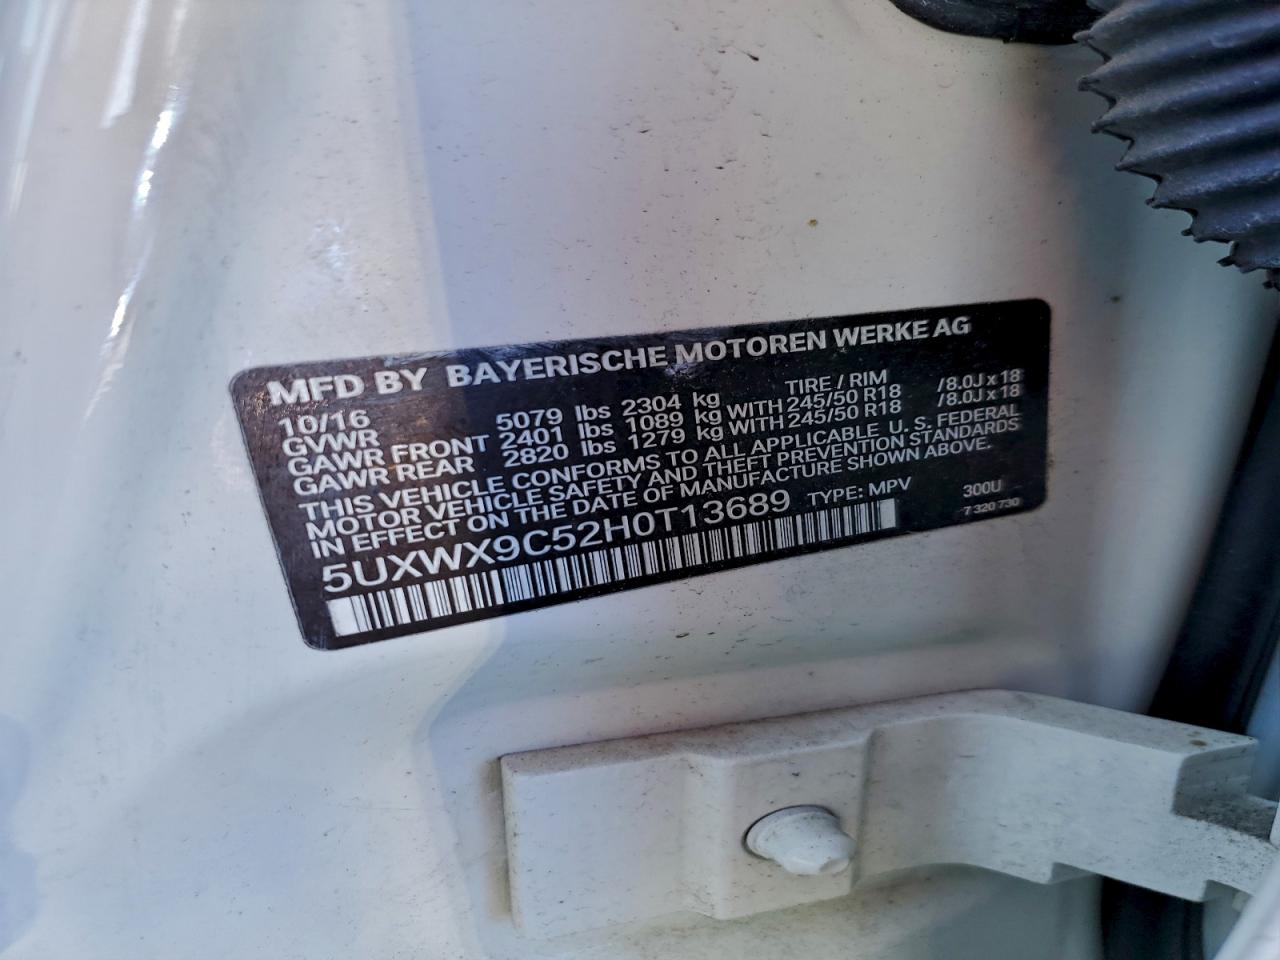 MFD BY BAYERISCHE MOTOREN WERKE AG
10/16 TIRE / RIM
GVWR 5079 lbs 2304 kg
GAWR FRONT 2401 lbs 1089 kg WITH 245/50 R18 /8.0J x 18
GAWR REAR 2820 lbs 1279 kg WITH 245/50 R18 /8.0J x 18
THIS VEHICLE CONFORMS TO ALL APPLICABLE U. S. FEDERAL
MOTOR VEHICLE SAFETY AND THEFT PREVENTION STANDARDS
IN EFFECT ON THE DATE OF MANUFACTURE SHOWN ABOVE.
5UXWX9C52H0T13689 TYPE: MPV 300U
7 320 730